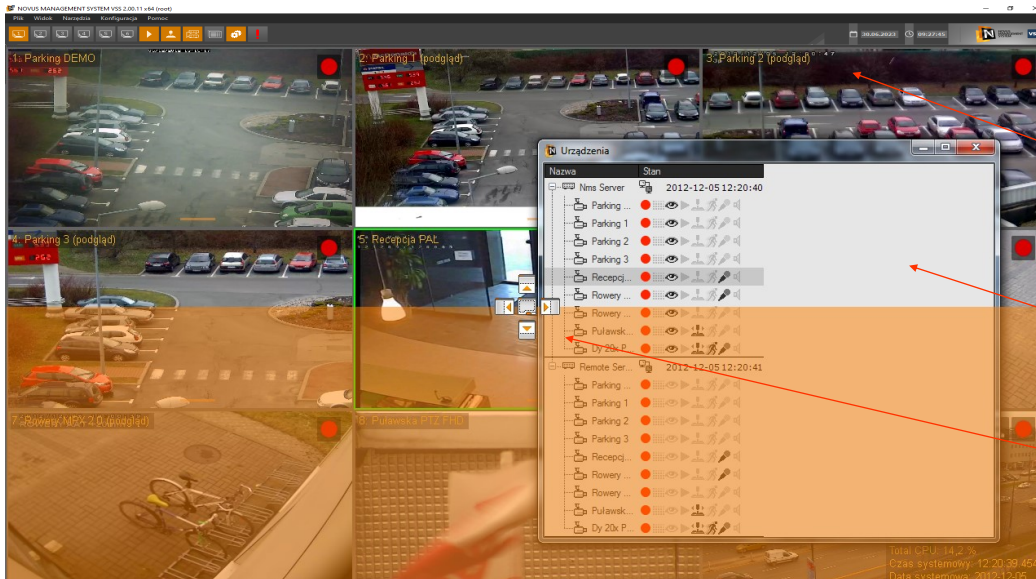 NOVUS MANAGEMENT SYSTEM VSS 2.00.11 x64 (root)
Plik Widok Narzędzia Konfiguracja Pomoc
30.06.2023 09:27:45
1: Parking DEMO
2: Parking 1 (podgląd)
3: Parking 2 (podgląd)
Urządzenia
Nazwa Stan
Nms Server 2012-12-05 12:20:40
Parking ...
Parking 1
Parking 2
Parking 3
Recepcj...
Rowery ...
Rowery ...
Puławsk...
Dy 20x P...
Remote Ser... 2012-12-05 12:20:41
Parking ...
Parking 1
Parking 2
Parking 3
Recepcj...
Rowery ...
Rowery ...
Puławsk...
Dy 20x P...
4: Parking 3 (podgląd)
5: Recepcja PAL
7: Rowery MPX 2.0 (podgląd)
8: Puławska PTZ FHD
Total CPU: 14,2 %
Czas systemowy: 12:20:39
Data systemowa: 2012-12-05